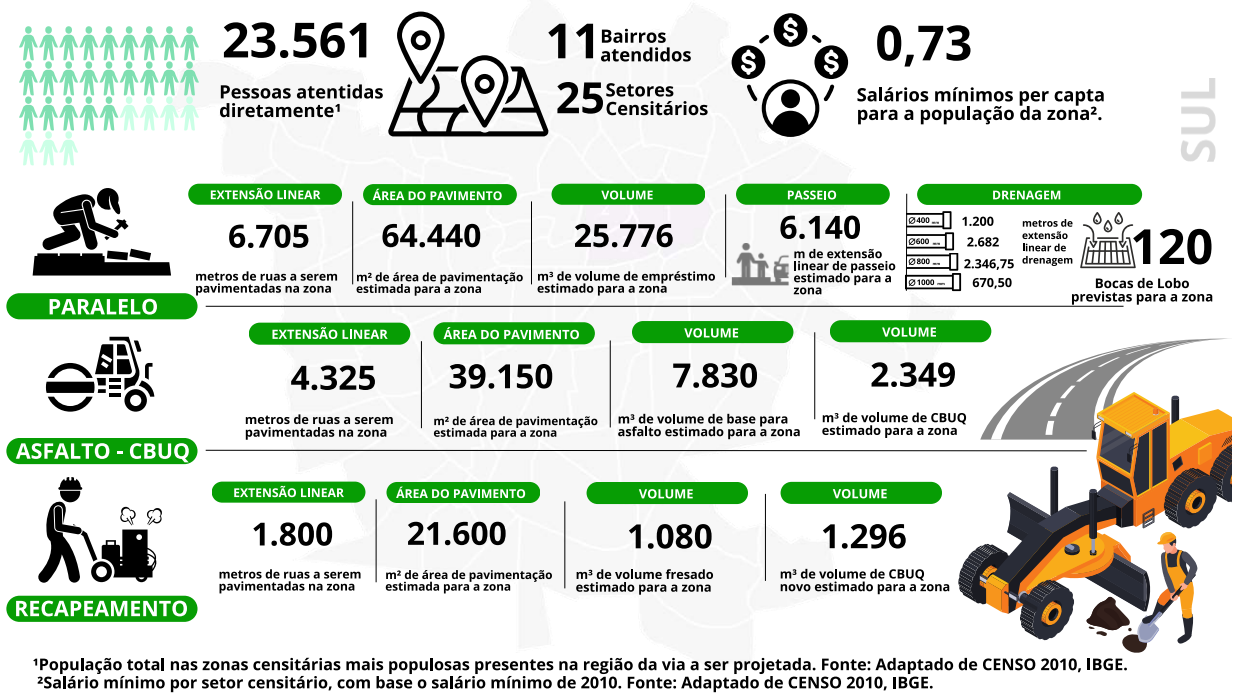 23.561
Pessoas atentidas
diretamente¹
11 Bairros
atendidos
25 Setores
Censitários
0,73
Salários mínimos per capta
para a população da zona².
SUL
EXTENSÃO LINEAR
6.705
metros de ruas a serem
pavimentadas na zona
ÁREA DO PAVIMENTO
64.440
m² de área de pavimentação
estimada para a zona
VOLUME
25.776
m³ de volume de empréstimo
estimado para a zona
PASSEIO
6.140
m de extensão
linear de passeio
estimado para a
zona
DRENAGEM
Ø 400 mm 1.200
Ø 600 mm 2.682
Ø 800 mm 2.346,75
Ø 1000 mm 670,50
metros de
extensão
linear de
drenagem
120
Bocas de Lobo
previstas para a zona
PARALELO
EXTENSÃO LINEAR
4.325
metros de ruas a serem
pavimentadas na zona
ÁREA DO PAVIMENTO
39.150
m² de área de pavimentação
estimada para a zona
VOLUME
7.830
m³ de volume de base para
asfalto estimado para a zona
VOLUME
2.349
m³ de volume de CBUQ
estimado para a zona
ASFALTO - CBUQ
EXTENSÃO LINEAR
1.800
metros de ruas a serem
pavimentadas na zona
ÁREA DO PAVIMENTO
21.600
m² de área de pavimentação
estimada para a zona
VOLUME
1.080
m³ de volume fresado
estimado para a zona
VOLUME
1.296
m³ de volume de CBUQ
novo estimado para a zona
RECAPEAMENTO
¹População total nas zonas censitárias mais populosas presentes na região da via a ser projetada. Fonte: Adaptado de CENSO 2010, IBGE.
²Salário mínimo por setor censitário, com base o salário mínimo de 2010. Fonte: Adaptado de CENSO 2010, IBGE.